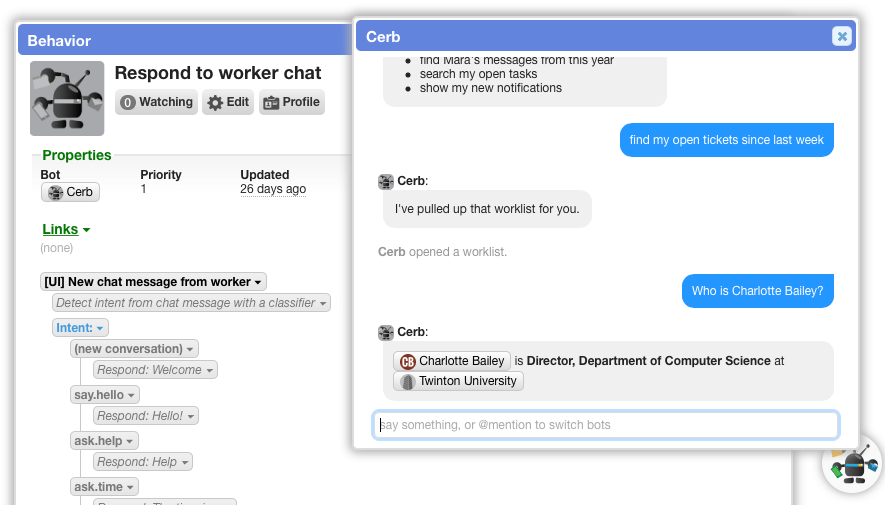 Behavior
Respond to worker chat
0 Watching
Edit
Profile
Properties
Bot
Priority
Updated
Cerb
1
26 days ago
Links
(none)
[UI] New chat message from worker
Detect intent from chat message with a classifier
Intent:
(new conversation)
Respond: Welcome
say.hello
Respond: Hello!
ask.help
Respond: Help
ask.time
Cerb
find Mara's messages from this year
search my open tasks
show my new notifications
find my open tickets since last week
Cerb:
I've pulled up that worklist for you.
Cerb opened a worklist.
Who is Charlotte Bailey?
Cerb:
CB Charlotte Bailey is Director, Department of Computer Science at
Twinton University
say something, or @mention to switch bots